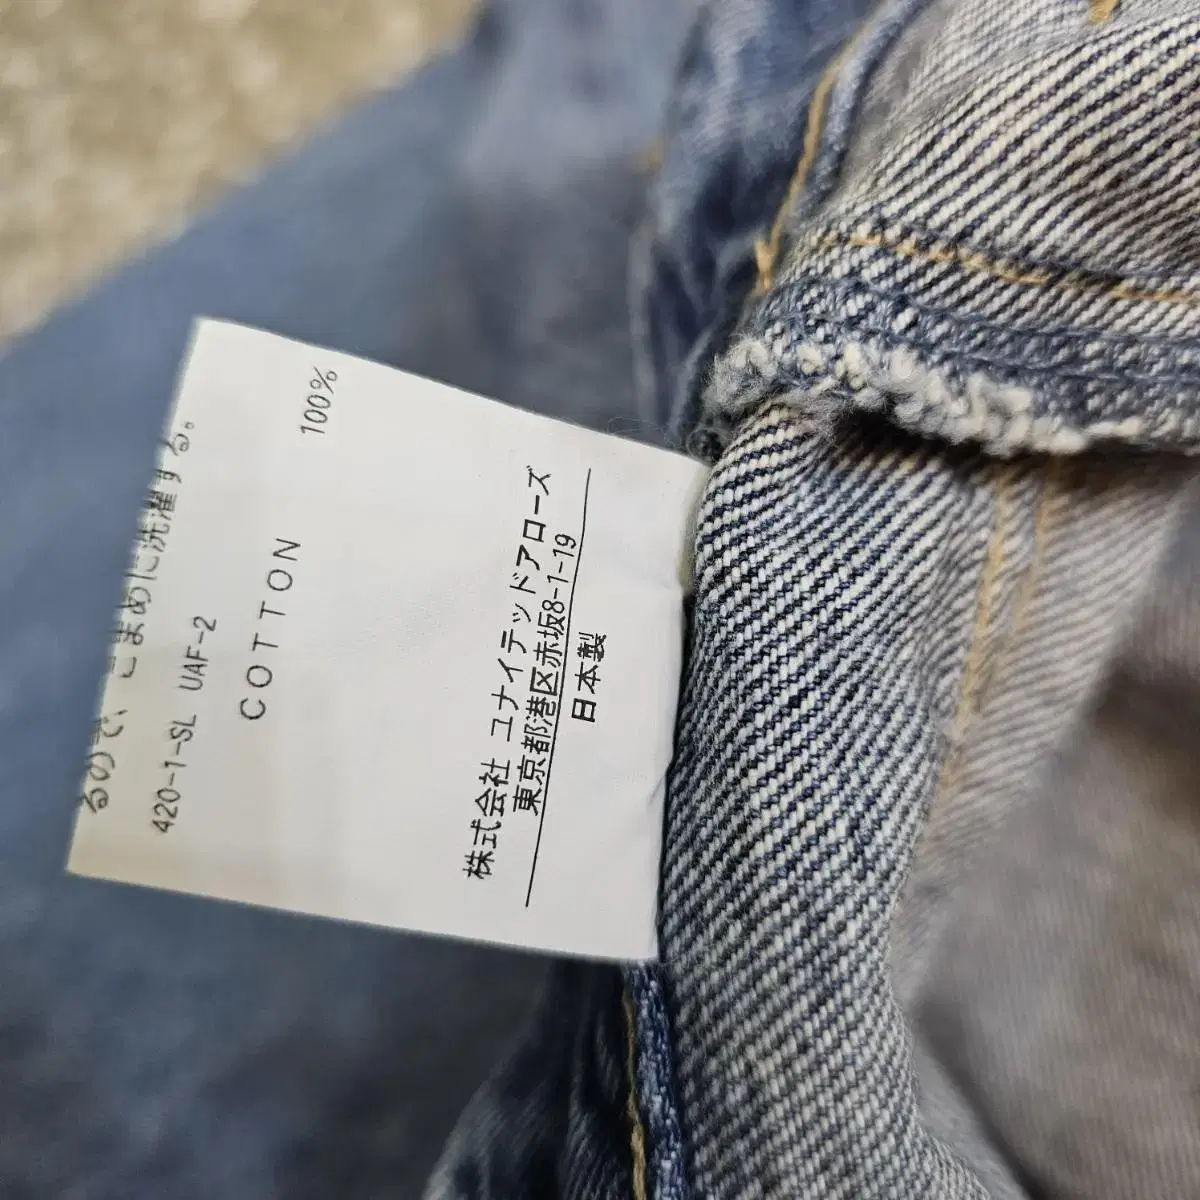 るので、こまめに洗濯する。
420-1-SL UAF-2
COTTON 100%
株式会社 ユナイテッドアローズ
東京都港区赤坂8-1-19
日本製